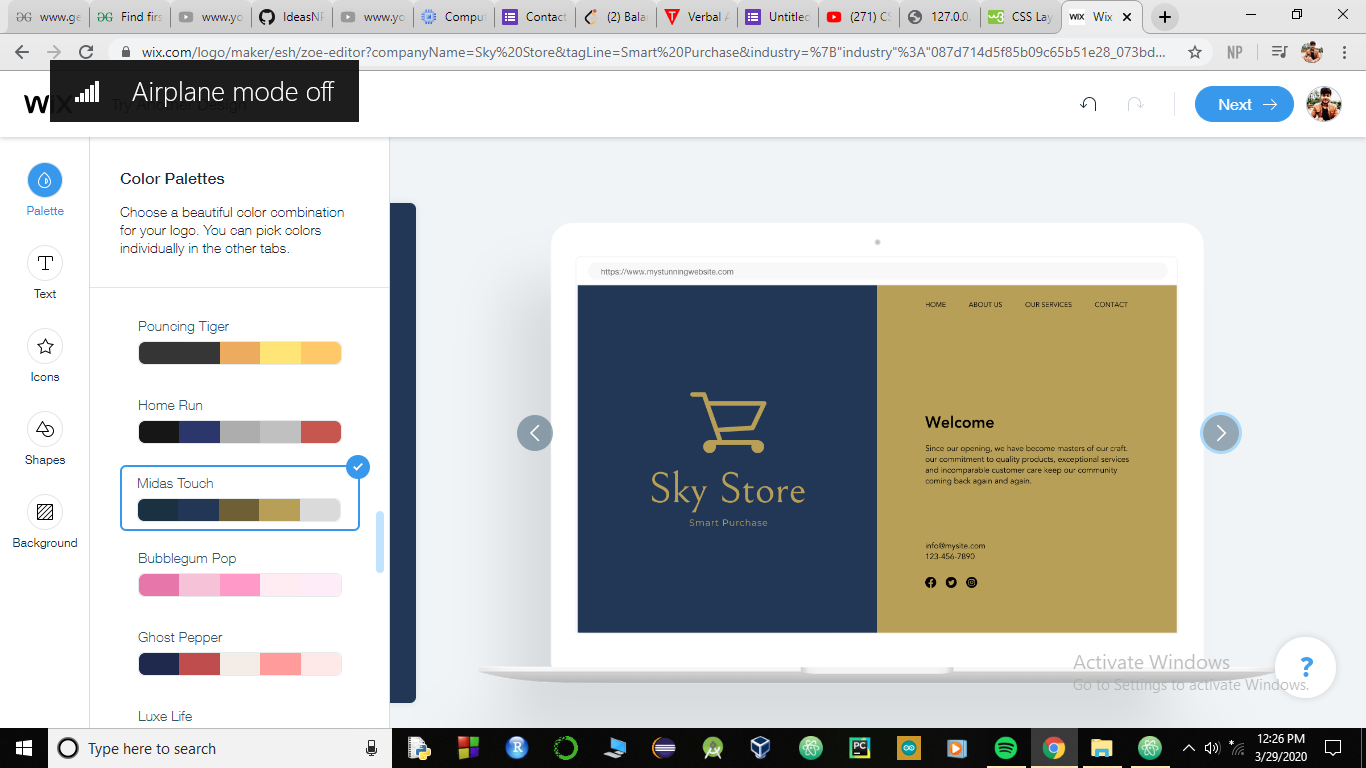 www.ge
Find firs
www.yo
IdeasNF
www.yo
Comput
Contact
(2) Bala
Verbal A
Untitlec
(271) CS
127.0.0.
CSS Lay
WIX
Wix
wix.com/logo/maker/esh/zoe-editor?companyName=Sky%20Store&tagLine=Smart%20Purchase&industry=%7B"industry"%3A"087d714d5f85b09c65b51e28_073bd...
NP
Airplane mode off
WIX
Try Another Design
Next
Palette
Text
Icons
Shapes
Background
Color Palettes
Choose a beautiful color combination
for your logo. You can pick colors
individually in the other tabs.
Pouncing Tiger
Home Run
Midas Touch
Bubblegum Pop
Ghost Pepper
Luxe Life
https://www.mystunningwebsite.com
HOME
ABOUT US
OUR SERVICES
CONTACT
Sky Store
Smart Purchase
Welcome
Since our opening, we have become masters of our craft.
our commitment to quality products, exceptional services
and incomparable customer care keep our community
coming back again and again.
info@mysite.com
123-456-7890
Activate Windows
Go to Settings to activate Windows.
?
Type here to search
12:26 PM
3/29/2020